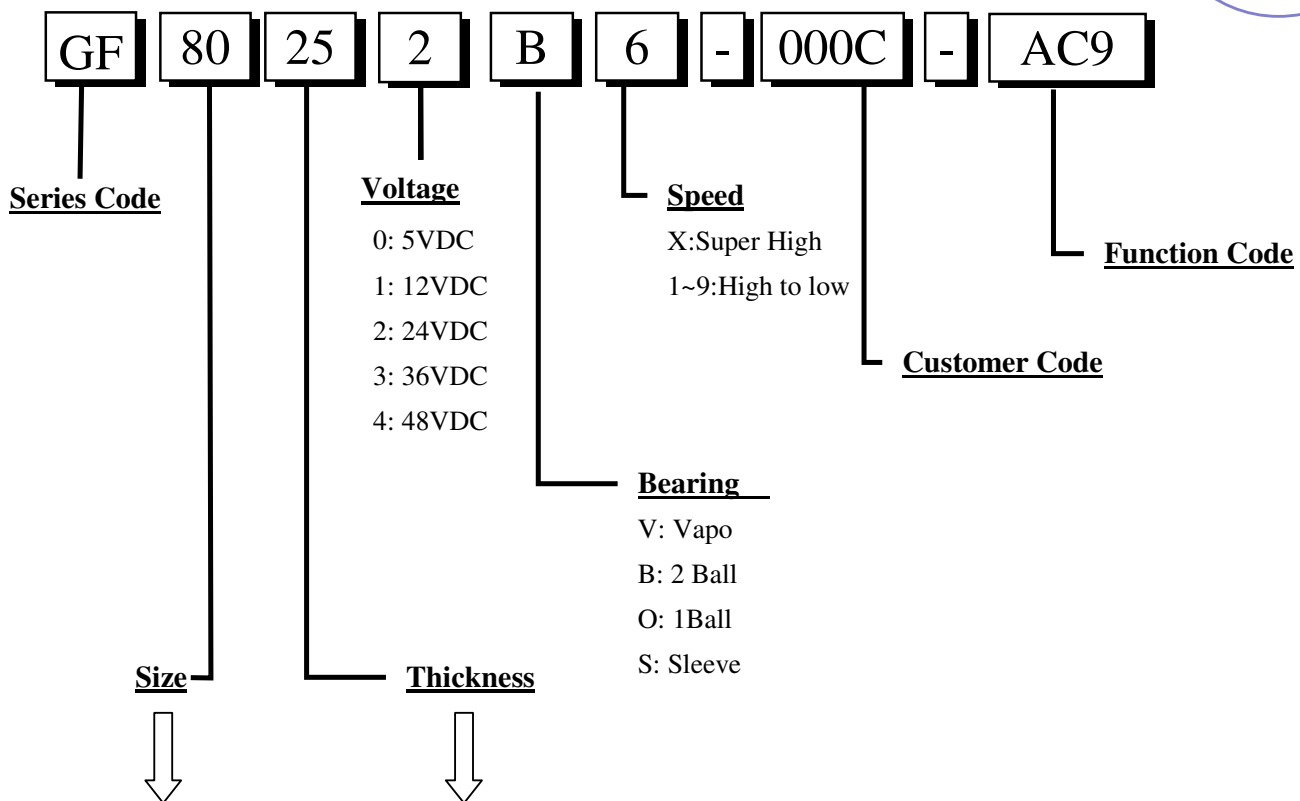 GF 80 25 2 B 6 - 000C - AC9
Series Code
Voltage
0: 5VDC
1: 12VDC
2: 24VDC
3: 36VDC
4: 48VDC
Speed
X:Super High
1~9:High to low
Function Code
Customer Code
Bearing
V: Vapo
B: 2 Ball
O: 1Ball
S: Sleeve
Size
Thickness